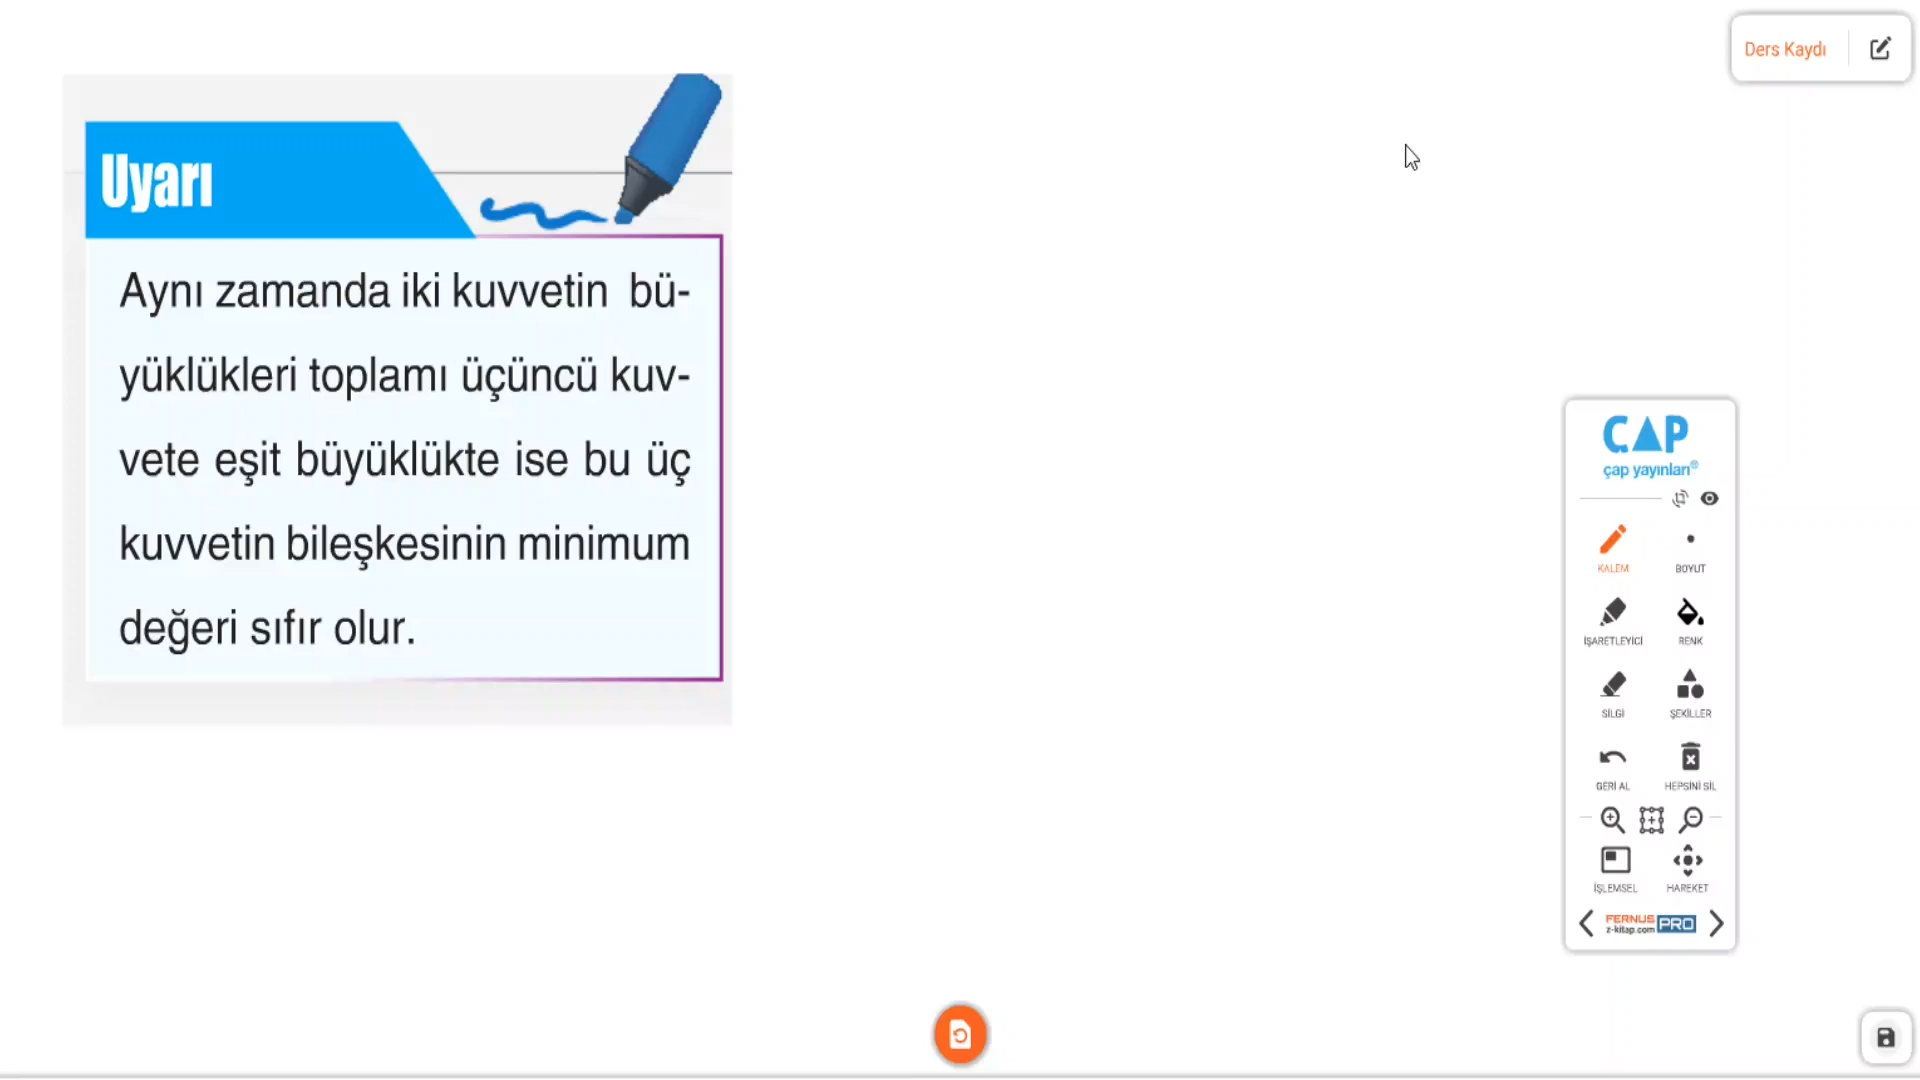 Ders Kaydı
Uyarı
Aynı zamanda iki kuvvetin bü-
yüklükleri toplamı üçüncü kuv-
vete eşit büyüklükte ise bu üç
kuvvetin bileşkesinin minimum
değeri sıfır olur.
ÇAP
çap yayınları®
KALEM BOYUT
İŞARETLEYİCİ RENK
SİLGİ ŞEKİLLER
GERİ AL HEPSİNİ SİL
İŞLEMSEL HAREKET
FERNUS PRO
z-kitap.com